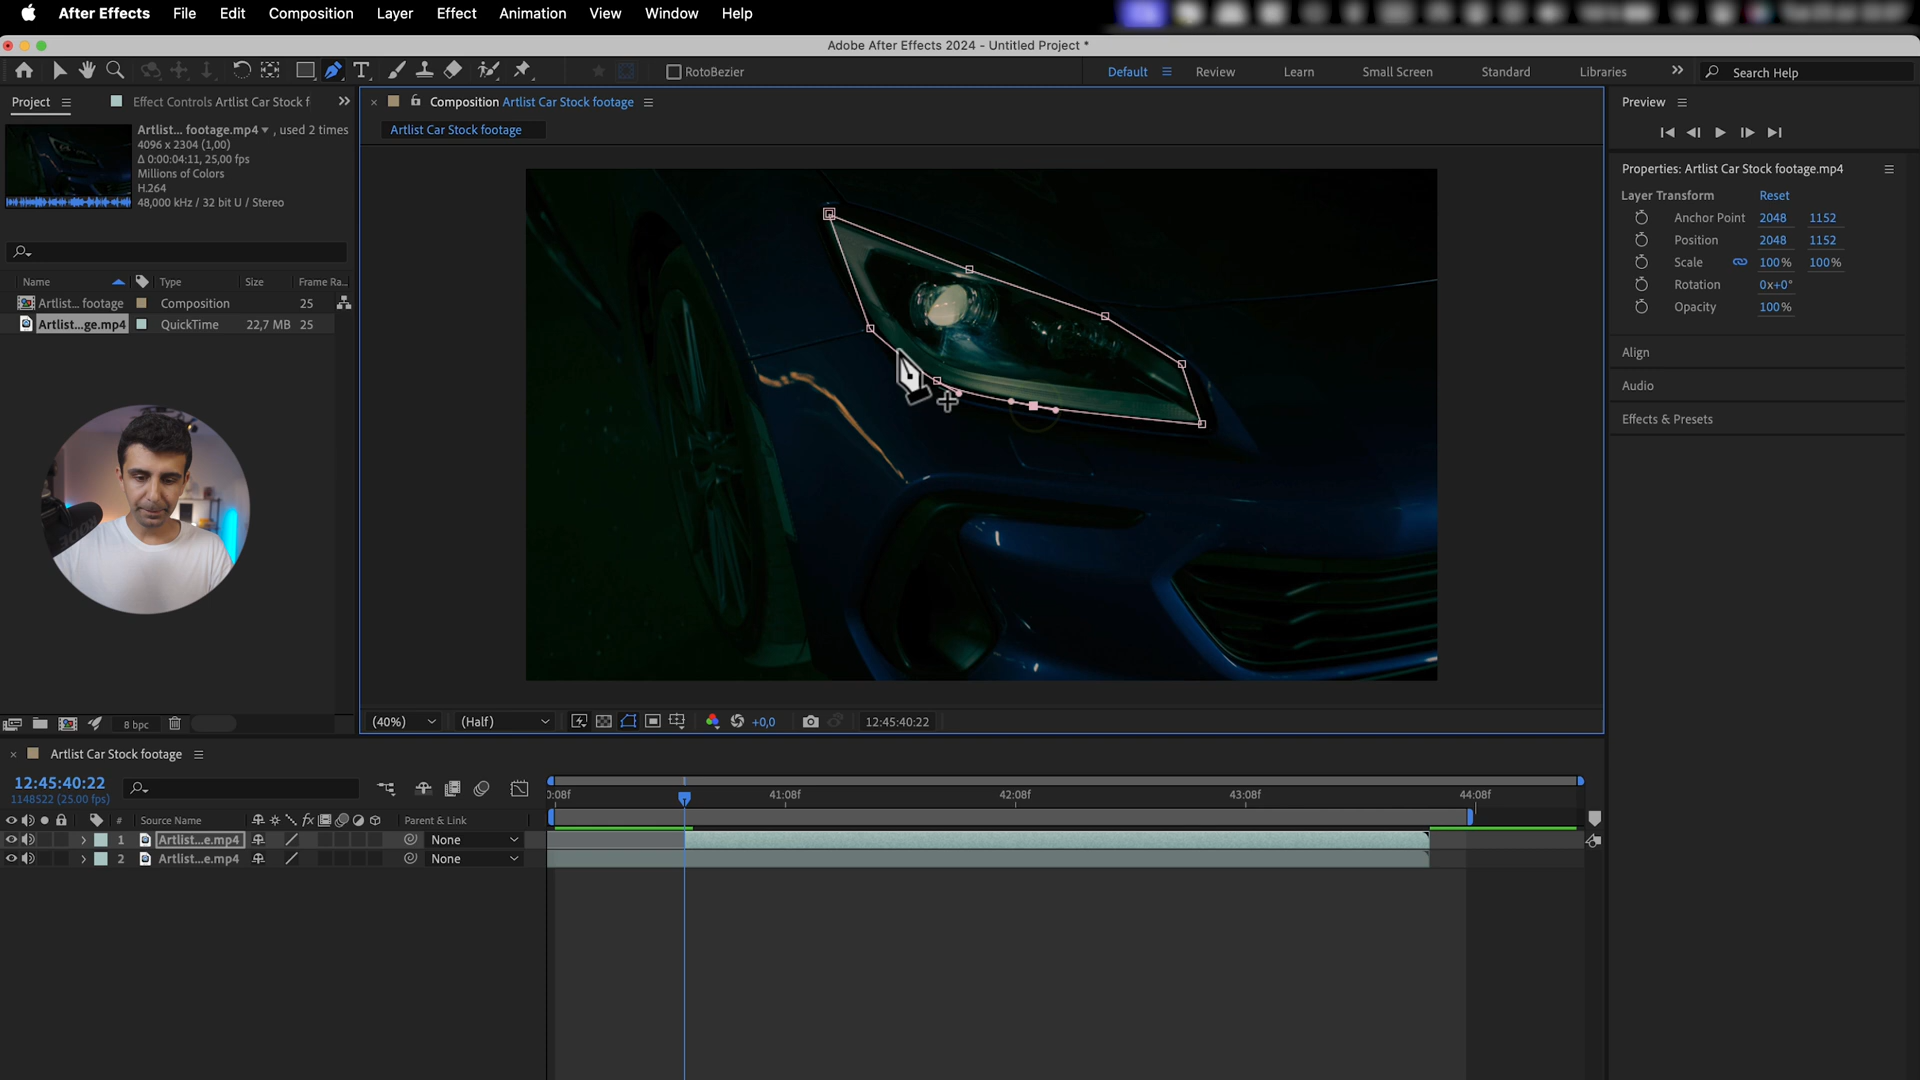 After Effects File Edit Composition Layer Effect Animation View Window Help
Adobe After Effects 2024 - Untitled Project *
RotoBezier
Default Review Learn Small Screen Standard Libraries Search Help
Project Effect Controls Artlist Car Stock f
Composition Artlist Car Stock footage
Artlist Car Stock footage
Preview
Artlist... footage.mp4 , used 2 times
4096 x 2304 (1,00)
Δ 0:00:04:11, 25,00 fps
Millions of Colors
H.264
48,000 kHz / 32 bit U / Stereo
Name Type Size Frame Ra...
Artlist... footage Composition 25
Artlist...ge.mp4 QuickTime 22,7 MB 25
8 bpc
(40%) (Half) +0,0 12:45:40:22
Properties: Artlist Car Stock footage.mp4
Layer Transform Reset
Anchor Point 2048 1152
Position 2048 1152
Scale 100% 100%
Rotation 0x+0°
Opacity 100%
Align
Audio
Effects & Presets
Artlist Car Stock footage
12:45:40:22
1148522 (25.00 fps)
0:08f 41:08f 42:08f 43:08f 44:08f
# Source Name fx Parent & Link
1 Artlist...e.mp4 None
2 Artlist...e.mp4 None